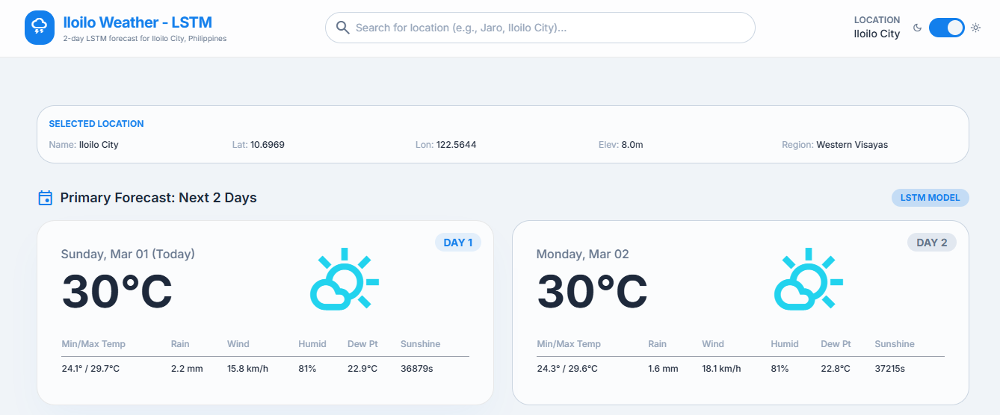 Iloilo Weather - LSTM
2-day LSTM forecast for Iloilo City, Philippines
Search for location (e.g., Jaro, Iloilo City)...
LOCATION
Iloilo City
SELECTED LOCATION
Name: Iloilo City Lat: 10.6969 Lon: 122.5644 Elev: 8.0m Region: Western Visayas
Primary Forecast: Next 2 Days
LSTM MODEL
DAY 1
Sunday, Mar 01 (Today)
30°C
Min/Max Temp Rain Wind Humid Dew Pt Sunshine
24.1° / 29.7°C 2.2 mm 15.8 km/h 81% 22.9°C 36879s
DAY 2
Monday, Mar 02
30°C
Min/Max Temp Rain Wind Humid Dew Pt Sunshine
24.3° / 29.6°C 1.6 mm 18.1 km/h 81% 22.8°C 37215s